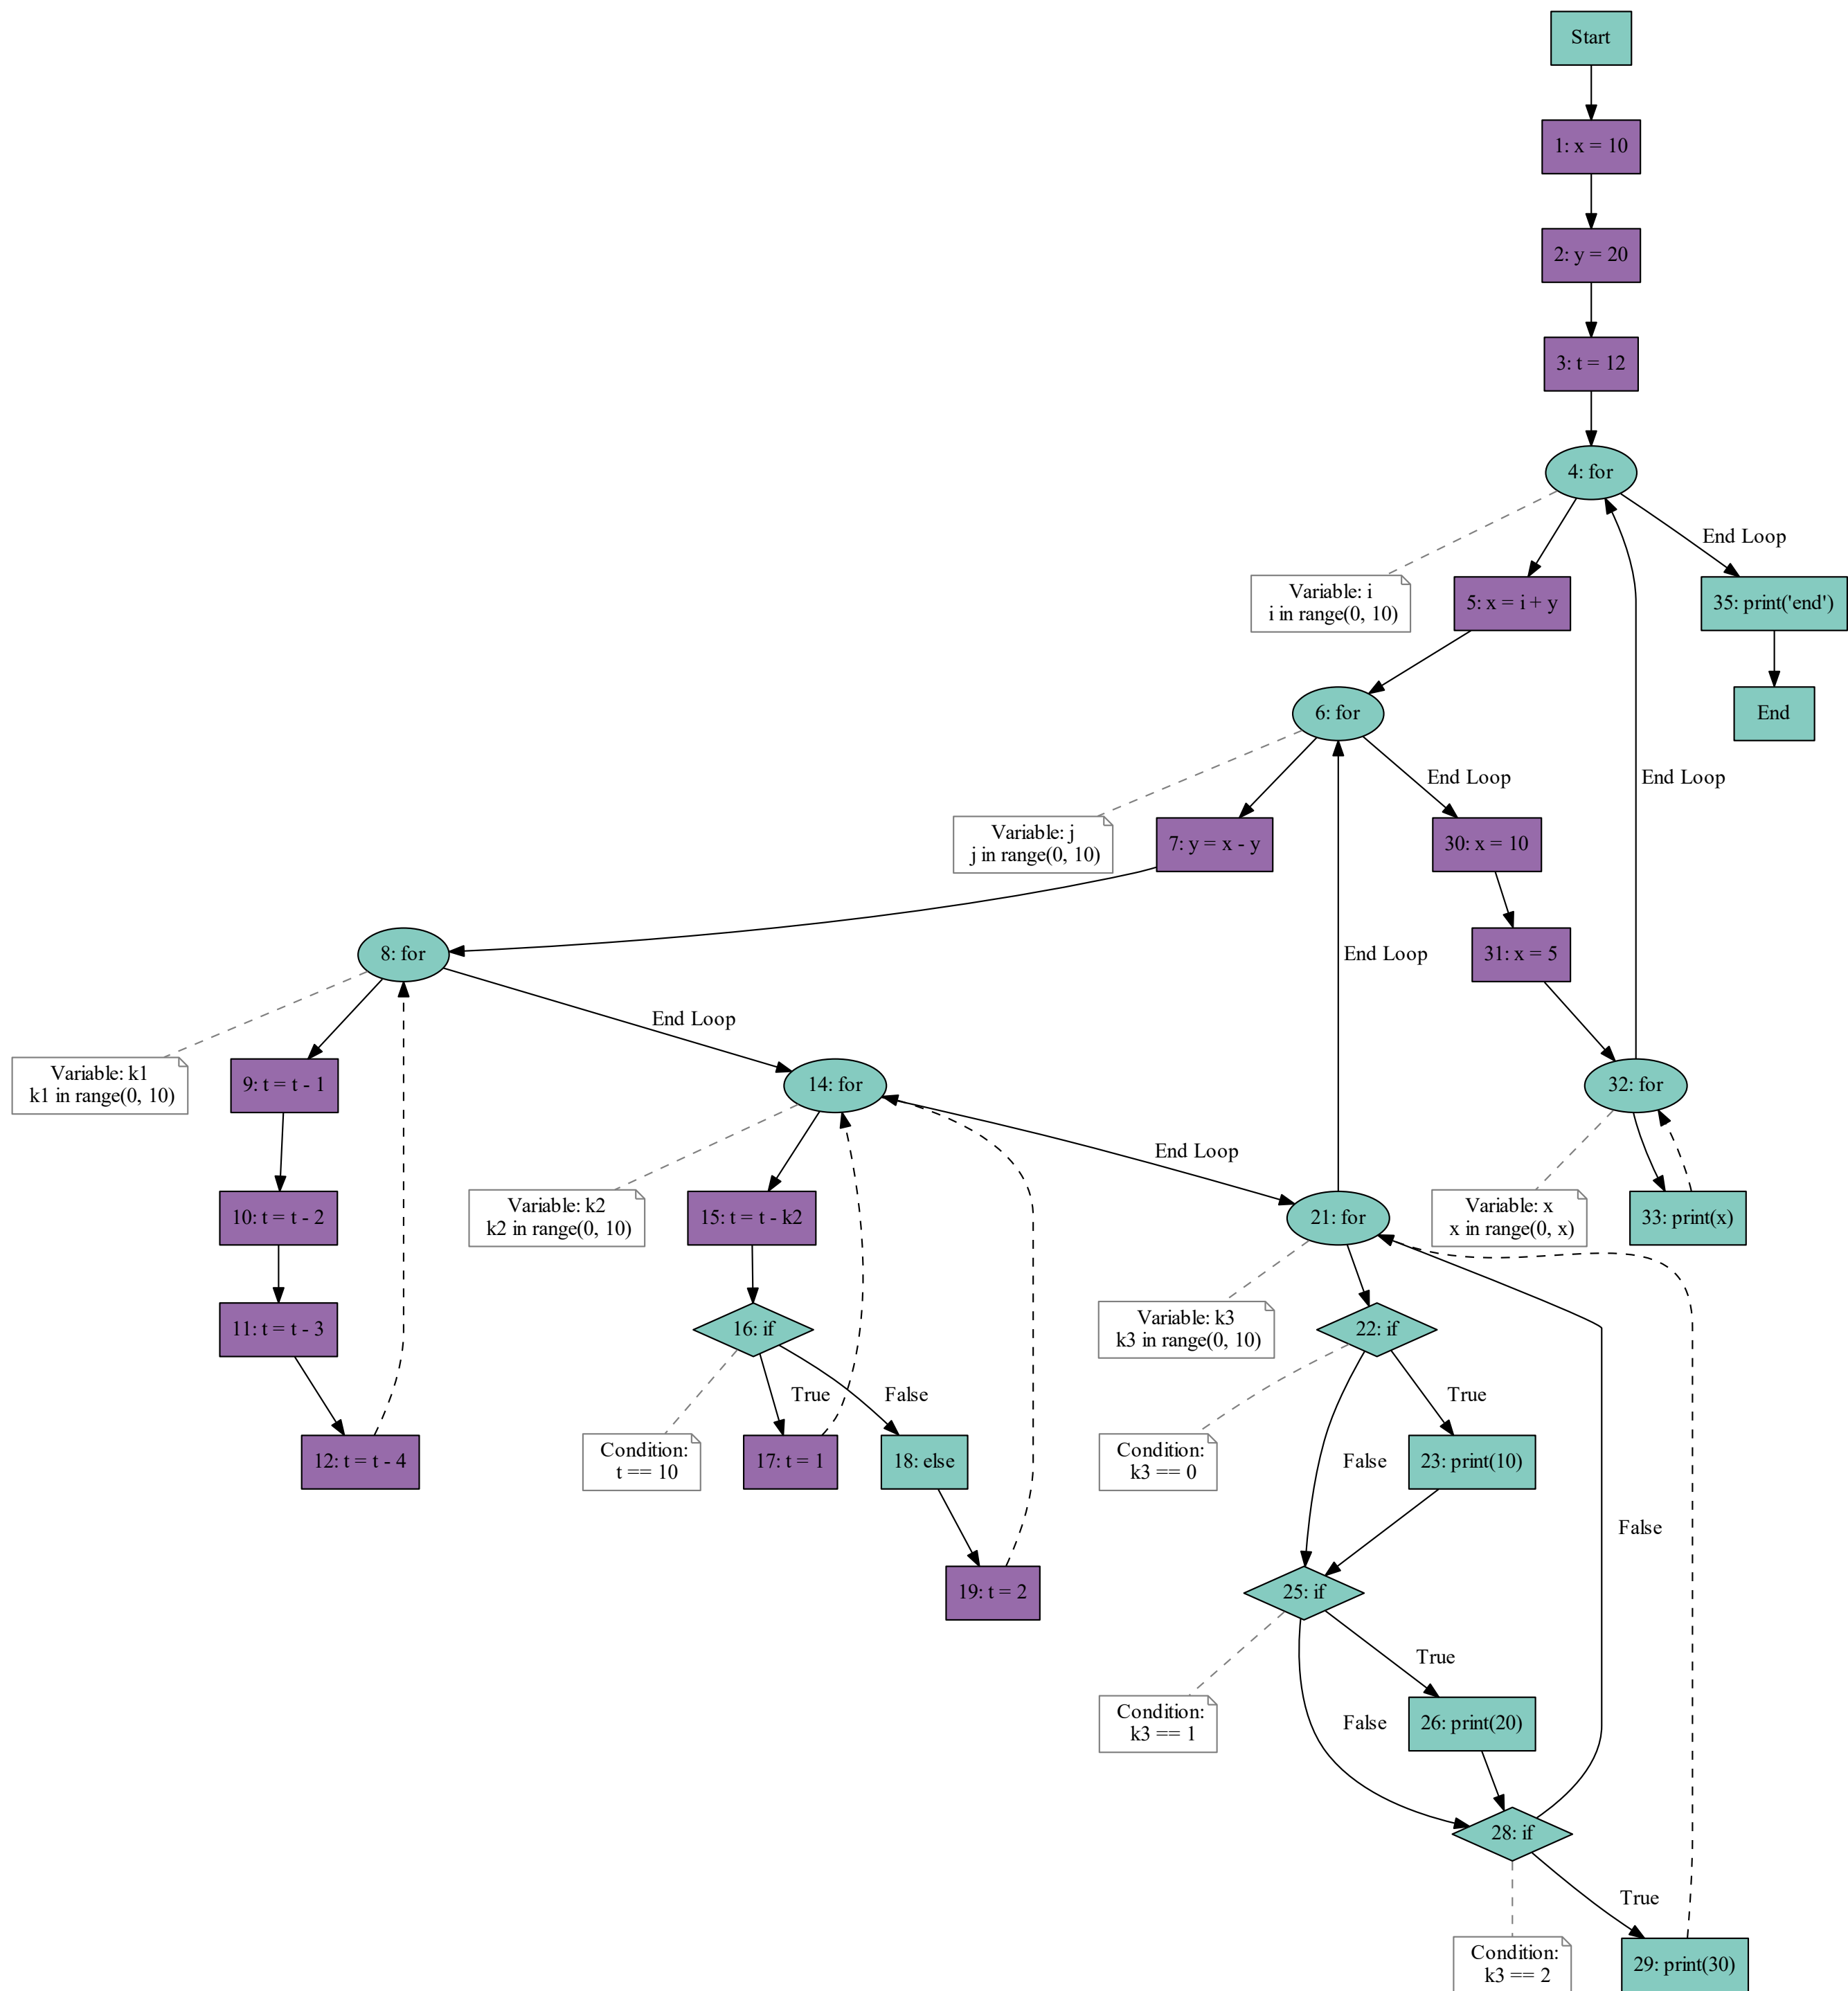 Start
1: x = 10
2: y = 20
3: t = 12
4: for
End Loop
Variable: i
i in range(0, 10)
5: x = i + y
35: print('end')
6: for
End
End Loop
End Loop
Variable: j
j in range(0, 10)
7: y = x - y
30: x = 10
8: for
End Loop
31: x = 5
End Loop
Variable: k1
k1 in range(0, 10)
9: t = t - 1
14: for
32: for
End Loop
10: t = t - 2
Variable: k2
k2 in range(0, 10)
15: t = t - k2
21: for
Variable: x
x in range(0, x)
33: print(x)
11: t = t - 3
16: if
Variable: k3
k3 in range(0, 10)
22: if
True
False
True
12: t = t - 4
Condition:
t == 10
17: t = 1
18: else
Condition:
k3 == 0
False
23: print(10)
False
19: t = 2
25: if
True
Condition:
k3 == 1
False
26: print(20)
28: if
True
Condition:
k3 == 2
29: print(30)